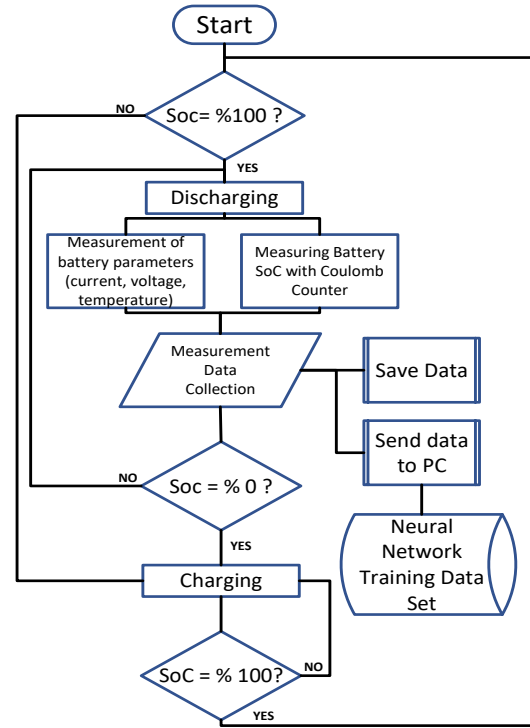 Start
Soc= %100 ?
NO
YES
Discharging
Measurement of
battery parameters
(current, voltage,
temperature)
Measuring Battery
SoC with Coulomb
Counter
Measurement
Data
Collection
Save Data
Send data
to PC
Neural
Network
Training Data
Set
Soc = % 0 ?
NO
YES
Charging
SoC = % 100?
NO
YES